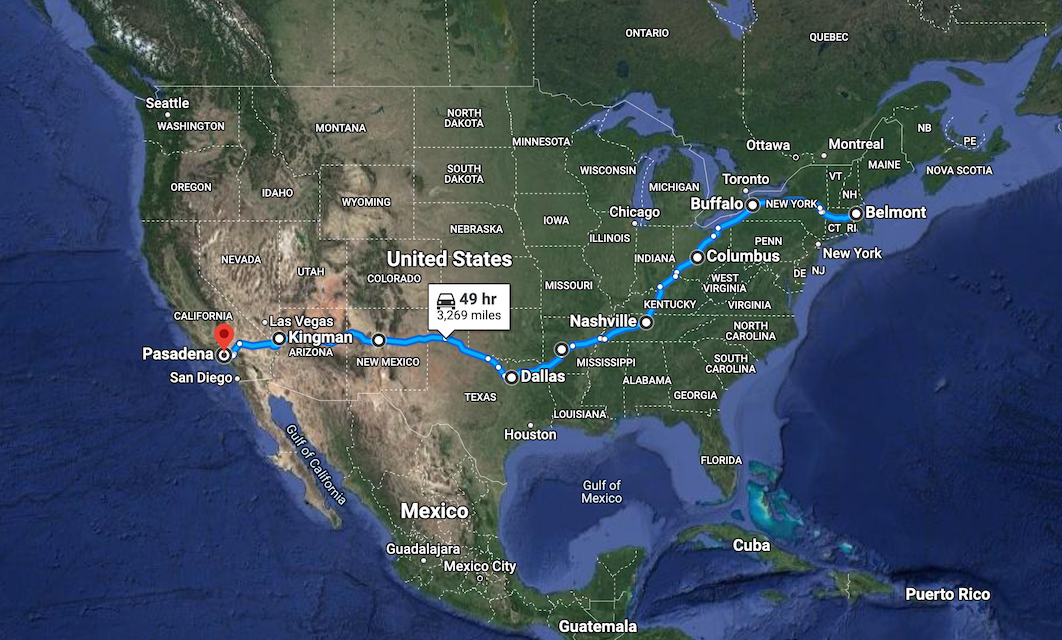 ONTARIO
QUEBEC
Seattle
WASHINGTON
NORTH
DAKOTA
MONTANA
MINNESOTA
Ottawa
Montreal
NB
PE
MAINE
NOVA SCOTIA
OREGON
IDAHO
SOUTH
DAKOTA
WISCONSIN
MICHIGAN
Toronto
VT
NH
WYOMING
Buffalo
NEW YORK
Belmont
Chicago
IOWA
NEBRASKA
ILLINOIS
CT
RI
PENN
New York
NEVADA
UTAH
COLORADO
United States
INDIANA
Columbus
DE
NJ
MISSOURI
WEST
VIRGINIA
49 hr
3,269 miles
KENTUCKY
VIRGINIA
CALIFORNIA
Las Vegas
Nashville
NORTH
CAROLINA
Kingman
Pasadena
ARIZONA
NEW MEXICO
MISSISSIPPI
SOUTH
CAROLINA
San Diego
Dallas
ALABAMA
GEORGIA
TEXAS
LOUISIANA
Houston
Gulf of California
FLORIDA
Gulf of
Mexico
Mexico
Guadalajara
Mexico City
Cuba
Puerto Rico
Guatemala